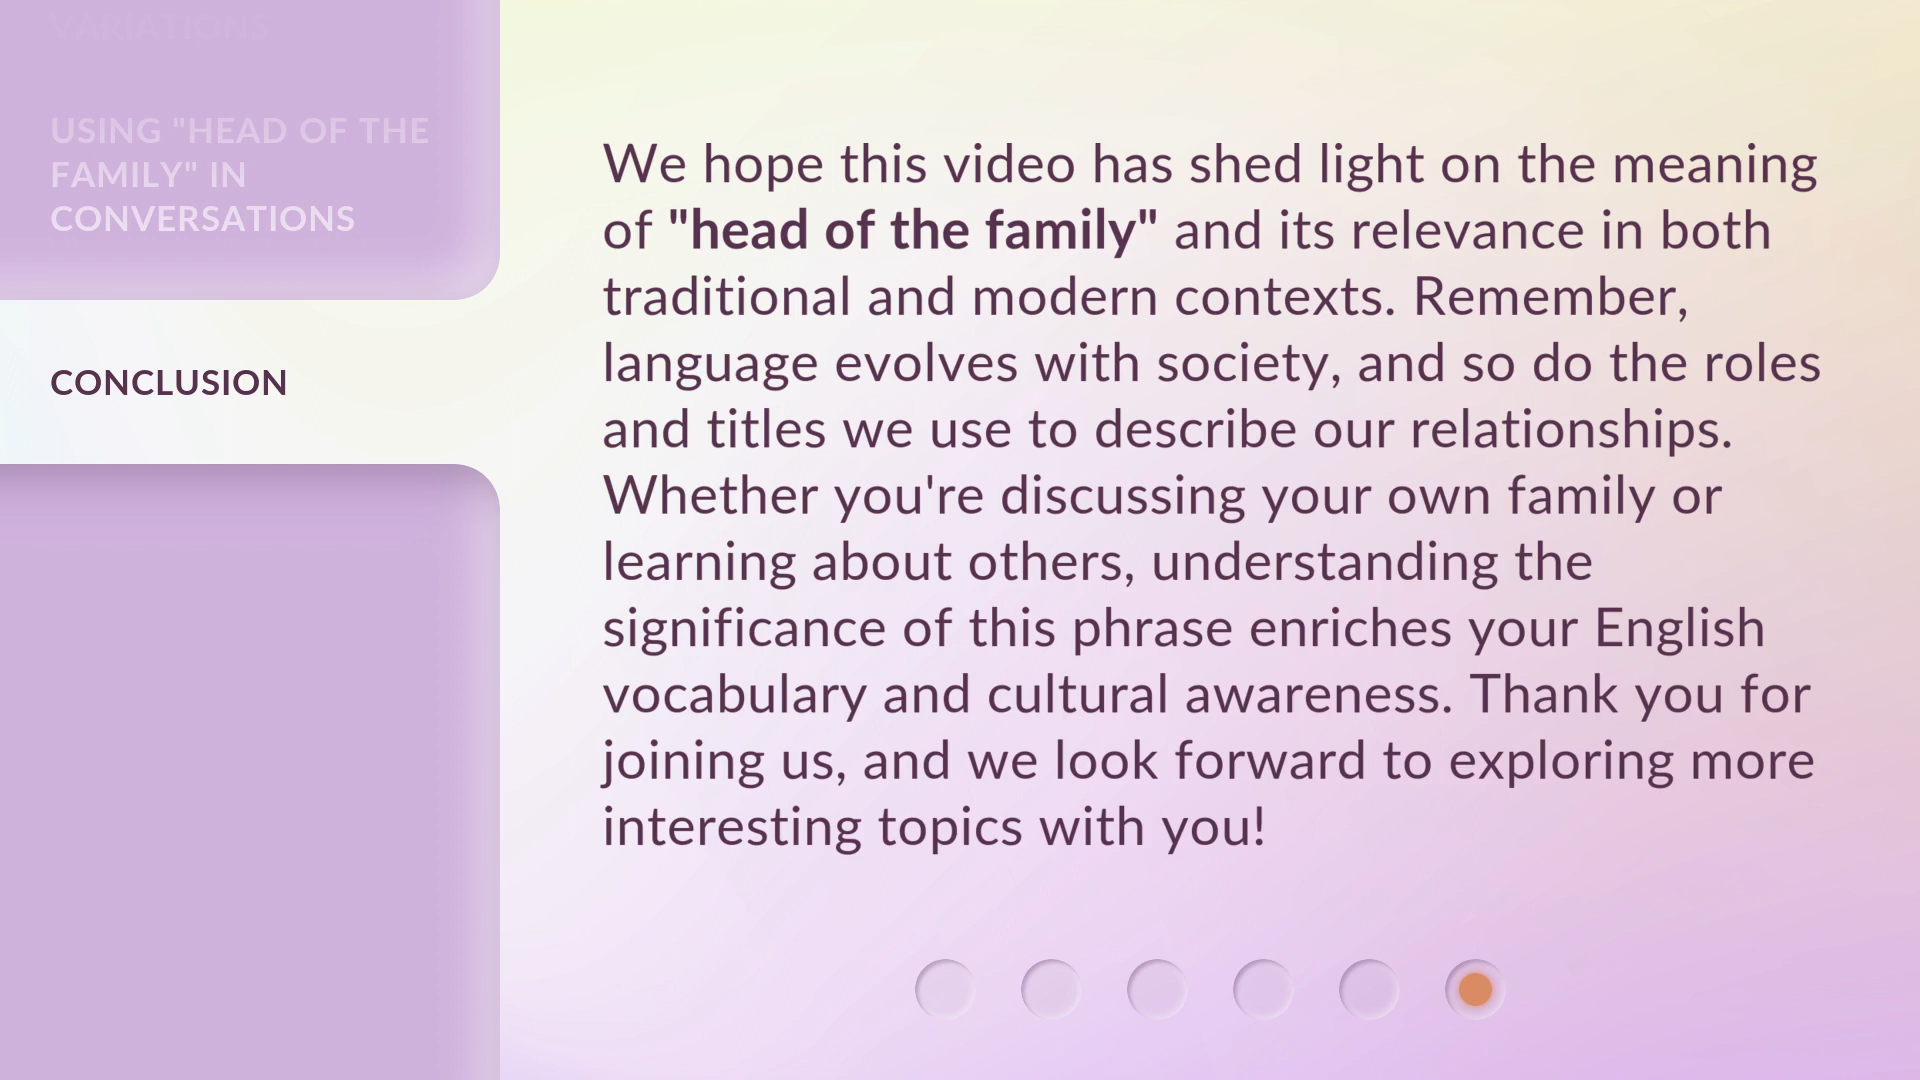 VARIATIONS
USING "HEAD OF THE
FAMILY" IN
CONVERSATIONS
CONCLUSION
We hope this video has shed light on the meaning
of "head of the family" and its relevance in both
traditional and modern contexts. Remember,
language evolves with society, and so do the roles
and titles we use to describe our relationships.
Whether you're discussing your own family or
learning about others, understanding the
significance of this phrase enriches your English
vocabulary and cultural awareness. Thank you for
joining us, and we look forward to exploring more
interesting topics with you!